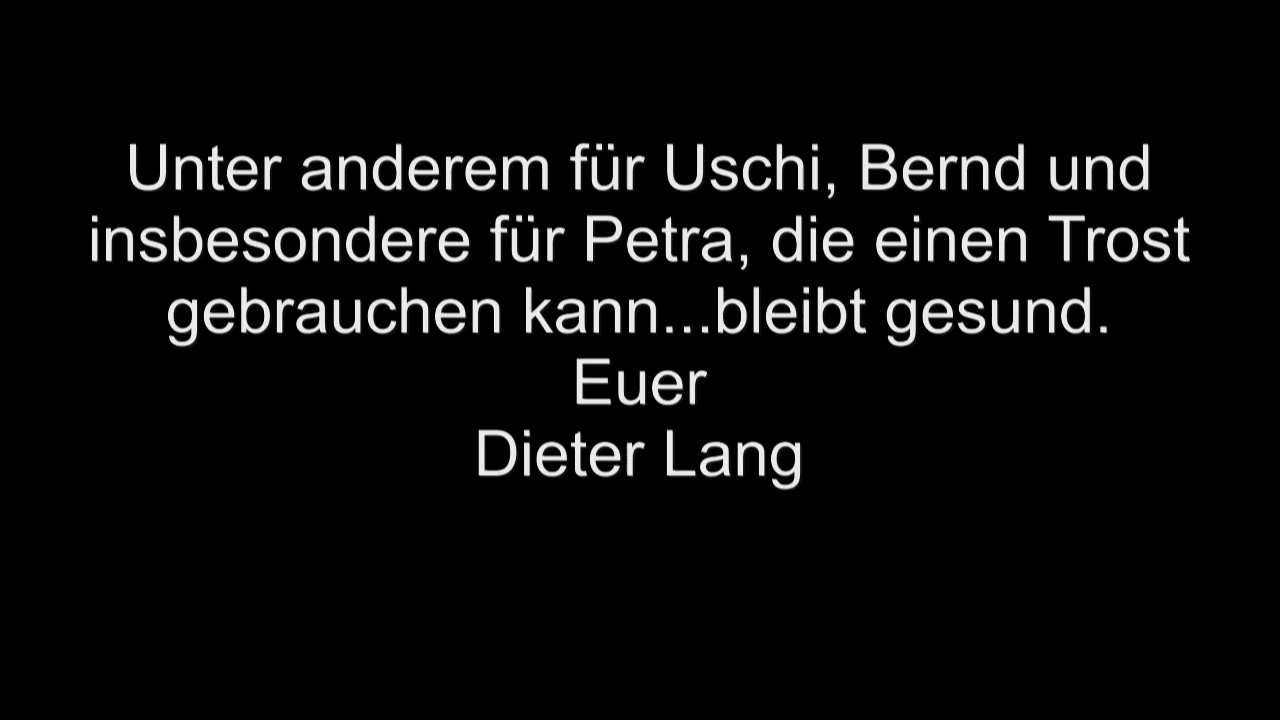 Unter anderem für Uschi, Bernd und
insbesondere für Petra, die einen Trost
gebrauchen kann...bleibt gesund.
Euer
Dieter Lang